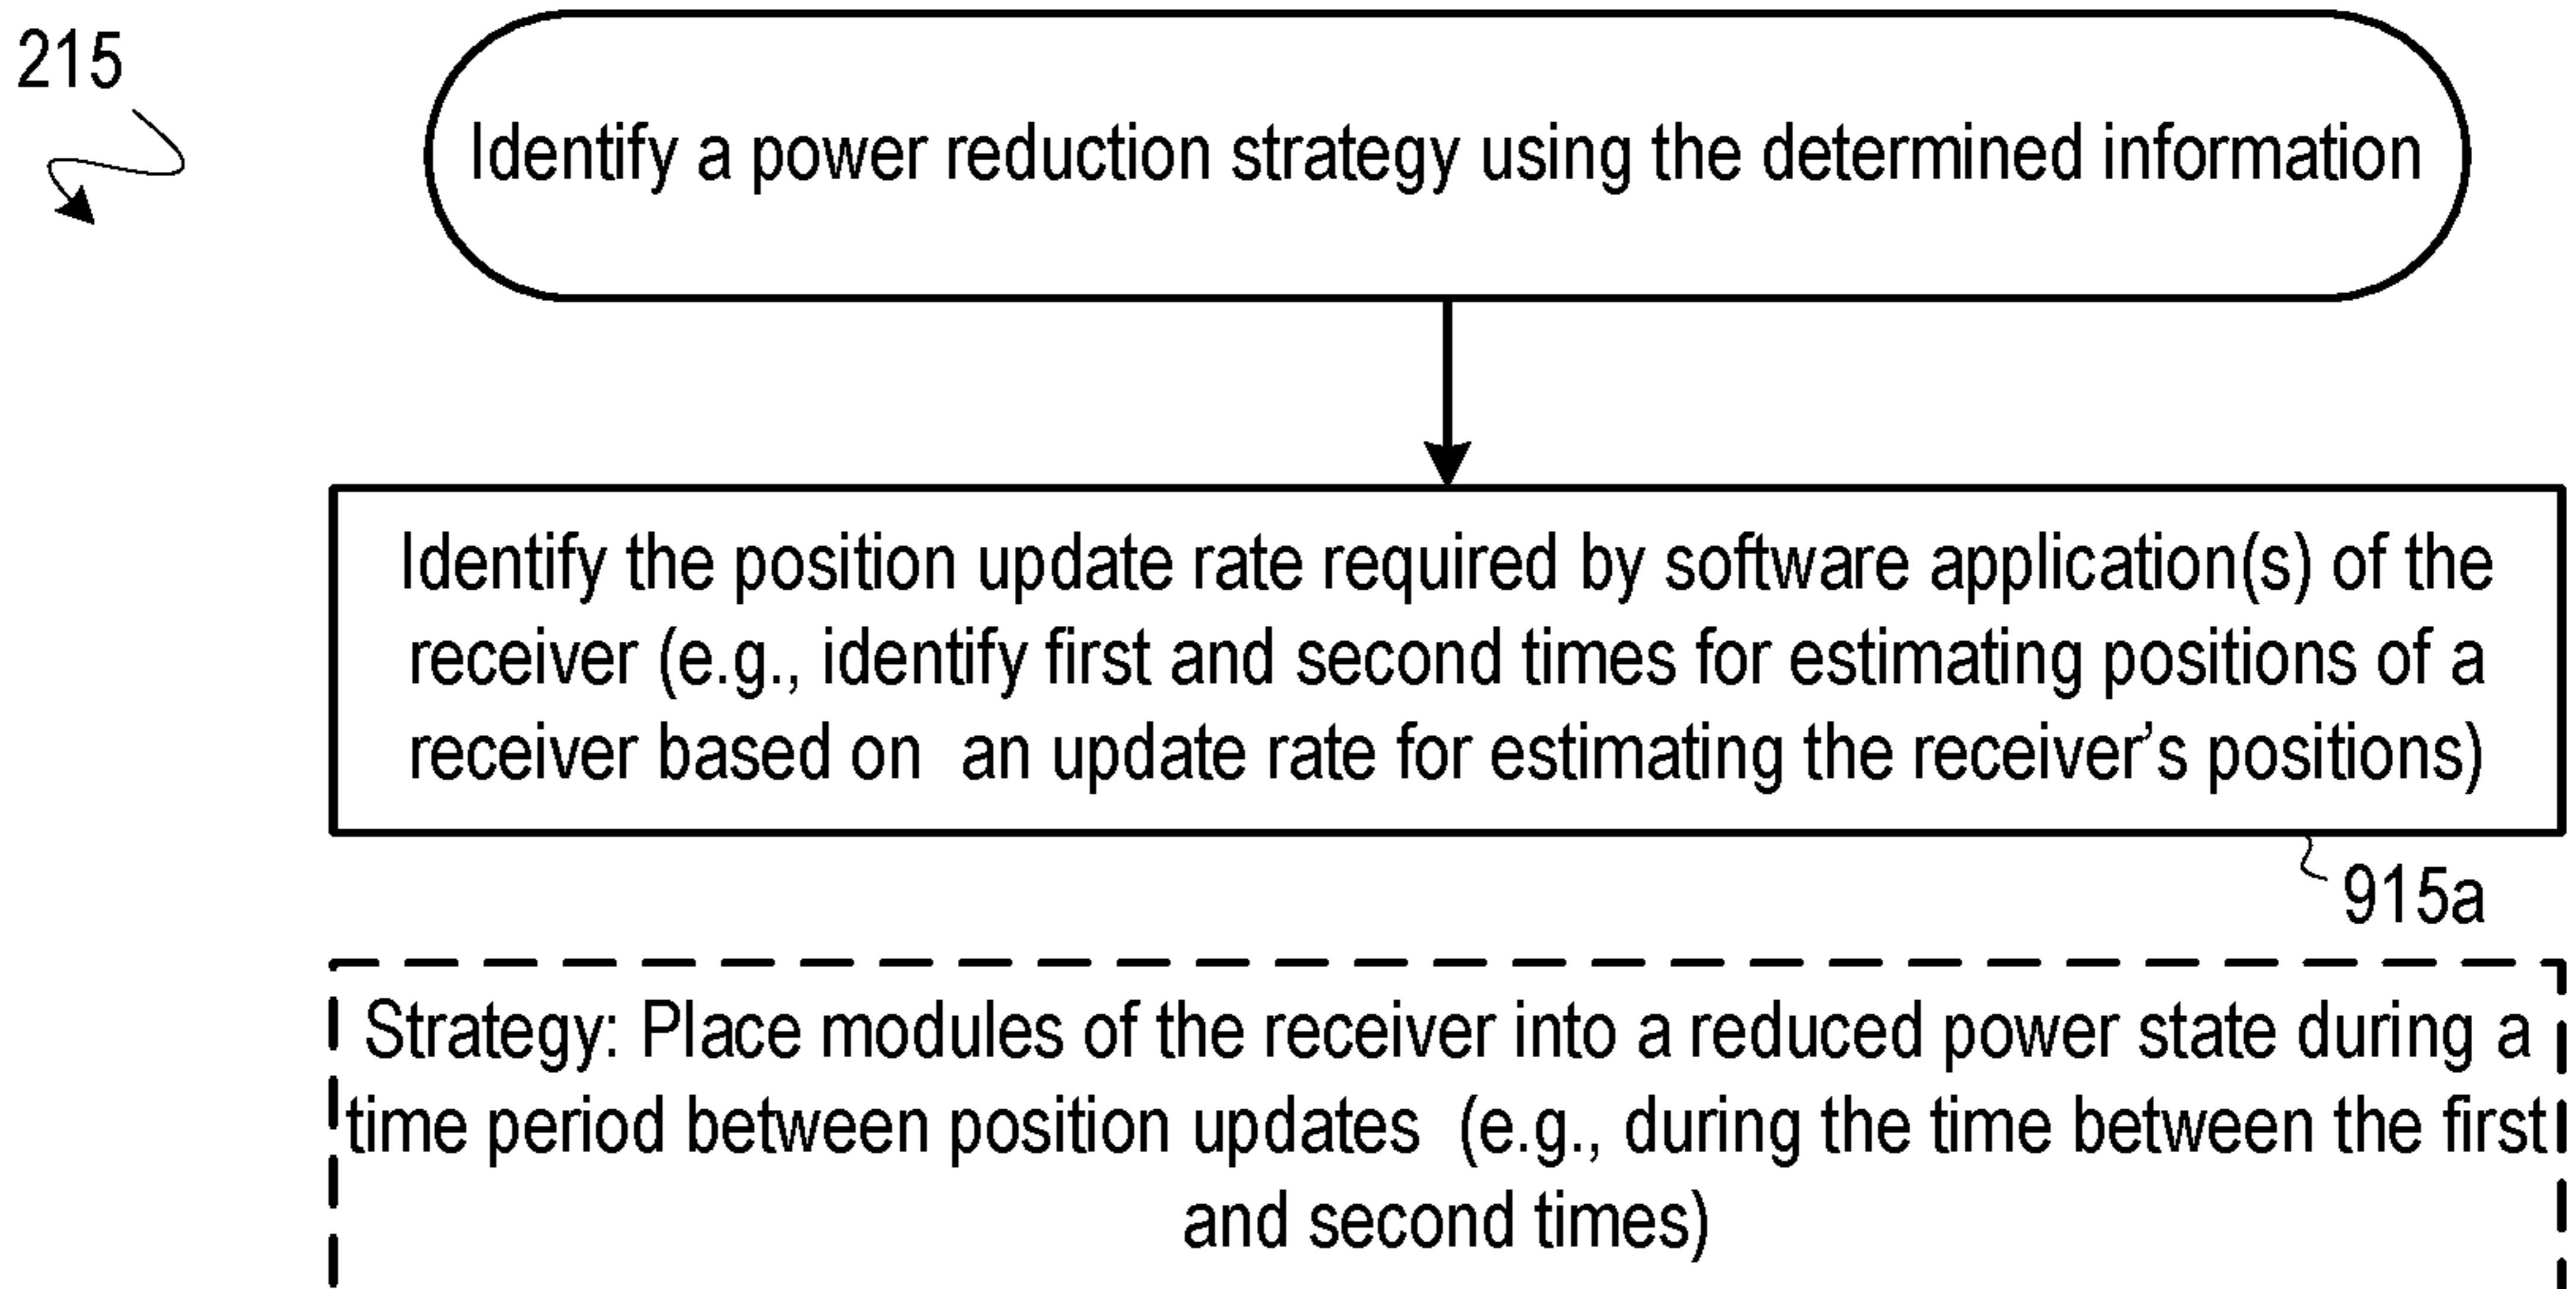 215
Identify a power reduction strategy using the determined information
Identify the position update rate required by software application(s) of the
receiver (e.g., identify first and second times for estimating positions of a
receiver based on  an update rate for estimating the receiver’s positions)
915a
Strategy: Place modules of the receiver into a reduced power state during a
time period between position updates  (e.g., during the time between the first
and second times)